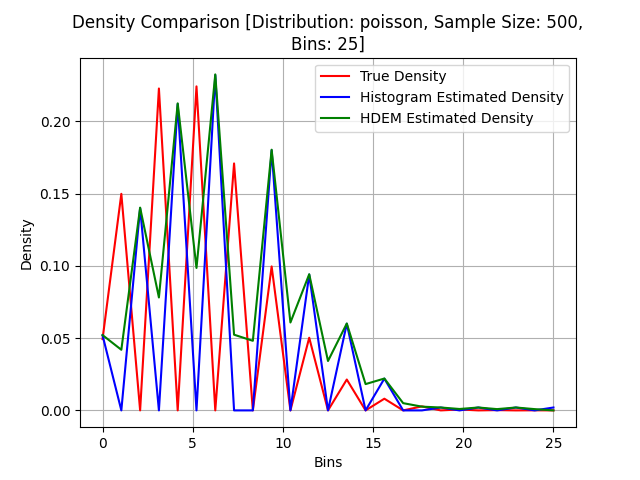 Density Comparison [Distribution: poisson, Sample Size: 500,
Bins: 25]
True Density
Histogram Estimated Density
HDEM Estimated Density
Density
0.20
0.15
0.10
0.05
0.00
0 5 10 15 20 25
Bins